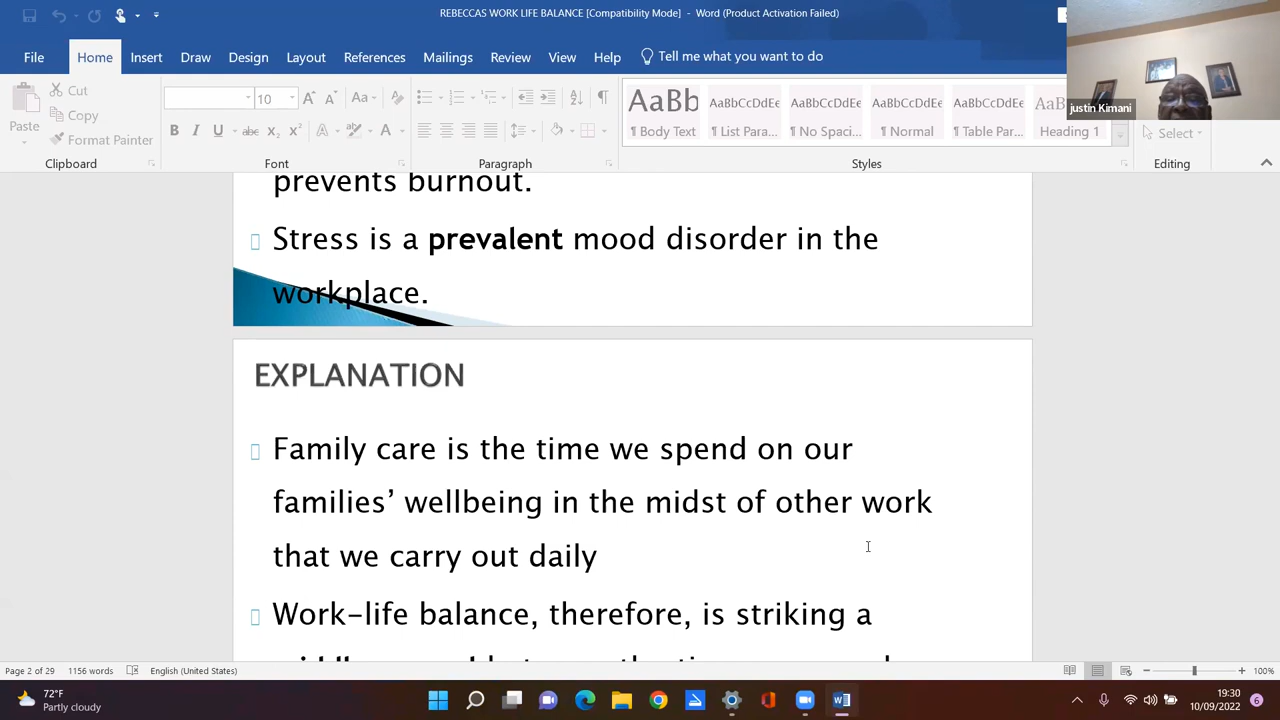 REBECCAS WORK LIFE BALANCE [Compatibility Mode] - Word (Product Activation Failed)
File Home Insert Draw Design Layout References Mailings Review View Help Tell me what you want to do
Paste
Cut
Copy
Format Painter
Clipboard
10
Aa
B I U abc x₂ x² A A
Font
Paragraph
AaBb AaBbCcDdEe AaBbCcDdEe AaBbCcDdEe AaBbCcDdEe AaBb
¶ Body Text ¶ List Para... ¶ No Spaci... ¶ Normal ¶ Table Par... Heading 1
Styles
justin Kimani
Select
Editing
prevents burnout.
Stress is a prevalent mood disorder in the
workplace.
EXPLANATION
Family care is the time we spend on our
families’ wellbeing in the midst of other work
that we carry out daily
Work-life balance, therefore, is striking a
Page 2 of 29 1156 words English (United States) 100%
72°F
Partly cloudy
19:30
10/09/2022
6